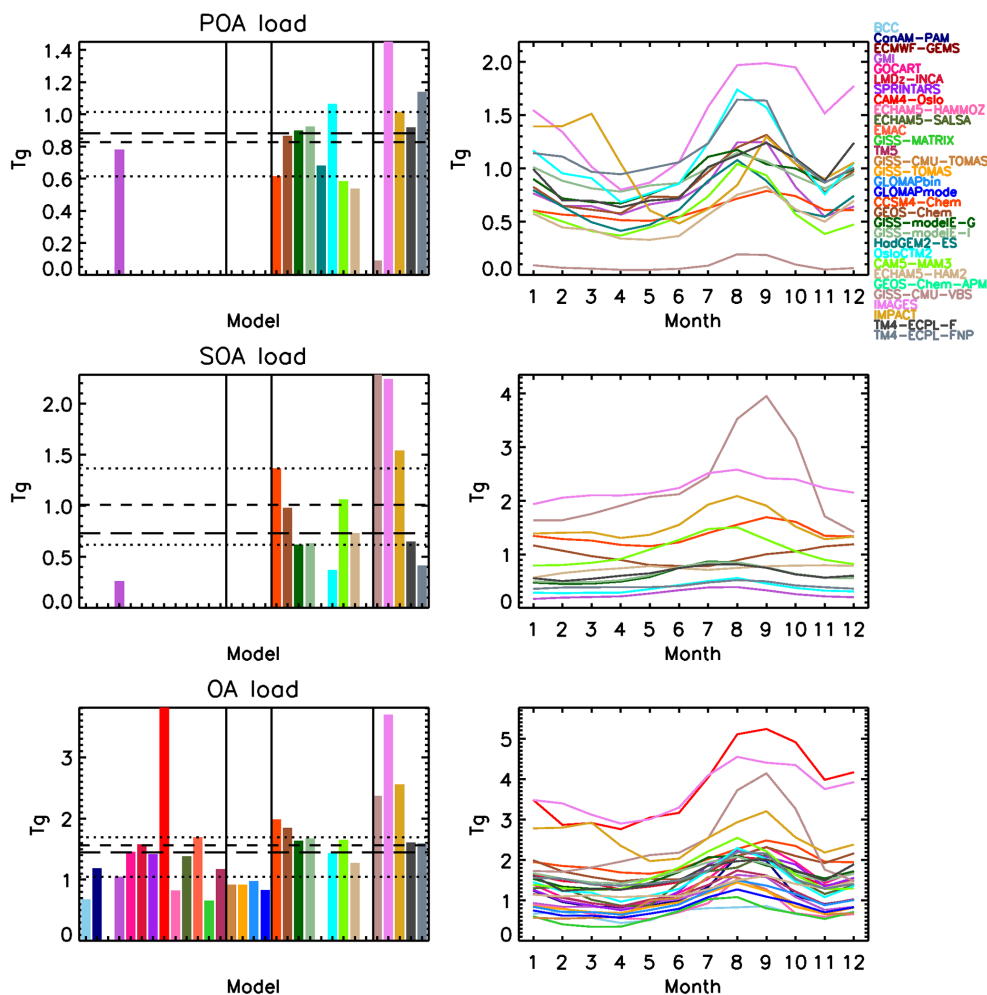 POA load
1.4
1.2
1.0
0.8
0.6
0.4
0.2
0.0
Tg
Model
2.0
1.5
1.0
0.5
0.0
Tg
1 2 3 4 5 6 7 8 9 10 11 12
Month
BCC
CanAM-PAM
ECMWF-GEMS
GMI
GOCART
LMDz-INCA
SPRINTARS
CAM4-Oslo
ECHAM5-HAMMOZ
ECHAM5-SALSA
EMAC
GISS-MATRIX
TM5
GISS-CMU-TOMAS
GISS-TOMAS
GLOMAPbin
GLOMAPmode
CCSM4-Chem
GEOS-Chem
GISS-modelE-G
GISS-modelE-I
HadGEM2-ES
OsloCTM2
CAM5-MAM3
ECHAM5-HAM2
GEOS-Chem-APM
GISS-CMU-VBS
IMAGES
IMPACT
TM4-ECPL-F
TM4-ECPL-FNP
SOA load
2.0
1.5
1.0
0.5
0.0
Tg
Model
4
3
2
1
0
Tg
1 2 3 4 5 6 7 8 9 10 11 12
Month
OA load
3
2
1
0
Tg
Model
5
4
3
2
1
0
Tg
1 2 3 4 5 6 7 8 9 10 11 12
Month